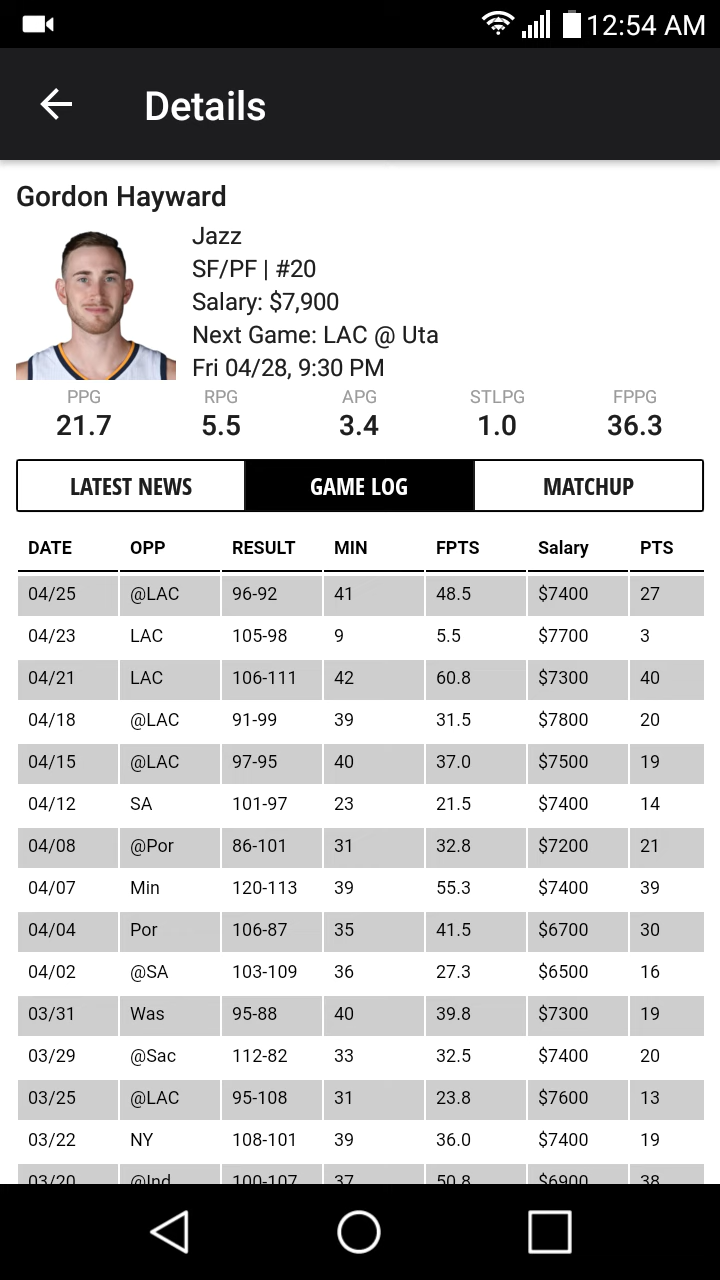 12:54 AM
Details
Gordon Hayward
Jazz
SF/PF | #20
Salary: $7,900
Next Game: LAC @ Uta
Fri 04/28, 9:30 PM
PPG RPG APG STLPG FPPG
21.7 5.5 3.4 1.0 36.3
LATEST NEWS GAME LOG MATCHUP
DATE OPP RESULT MIN FPTS Salary PTS
04/25 @LAC 96-92 41 48.5 $7400 27
04/23 LAC 105-98 9 5.5 $7700 3
04/21 LAC 106-111 42 60.8 $7300 40
04/18 @LAC 91-99 39 31.5 $7800 20
04/15 @LAC 97-95 40 37.0 $7500 19
04/12 SA 101-97 23 21.5 $7400 14
04/08 @Por 86-101 31 32.8 $7200 21
04/07 Min 120-113 39 55.3 $7400 39
04/04 Por 106-87 35 41.5 $6700 30
04/02 @SA 103-109 36 27.3 $6500 16
03/31 Was 95-88 40 39.8 $7300 19
03/29 @Sac 112-82 33 32.5 $7400 20
03/25 @LAC 95-108 31 23.8 $7600 13
03/22 NY 108-101 39 36.0 $7400 19
03/20 @Ind 100-107 37 50.8 $6900 38